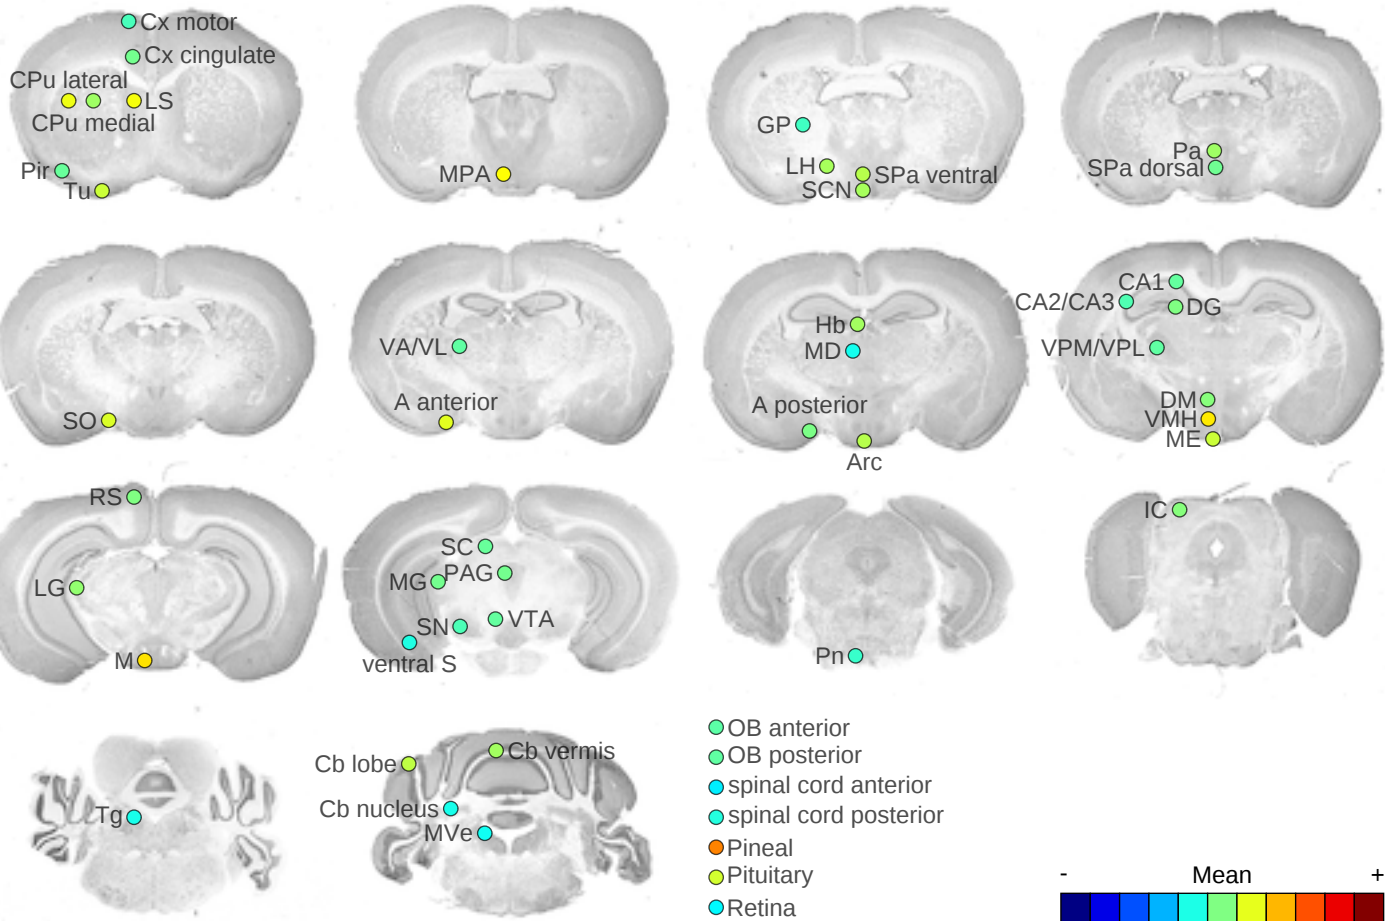 Cx motor
Cx cingulate
CPu lateral
LS
CPu medial
Pir
Tu
MPA
GP
LH
SPa ventral
SCN
Pa
SPa dorsal
SO
VA/VL
A anterior
Hb
MD
A posterior
Arc
CA1
CA2/CA3
DG
VPM/VPL
DM
VMH
ME
RS
LG
M
SC
PAG
MG
VTA
SN
ventral S
Pn
IC
Tg
Cb vermis
Cb lobe
Cb nucleus
MVe
OB anterior
OB posterior
spinal cord anterior
spinal cord posterior
Pineal
Pituitary
Retina
- Mean +